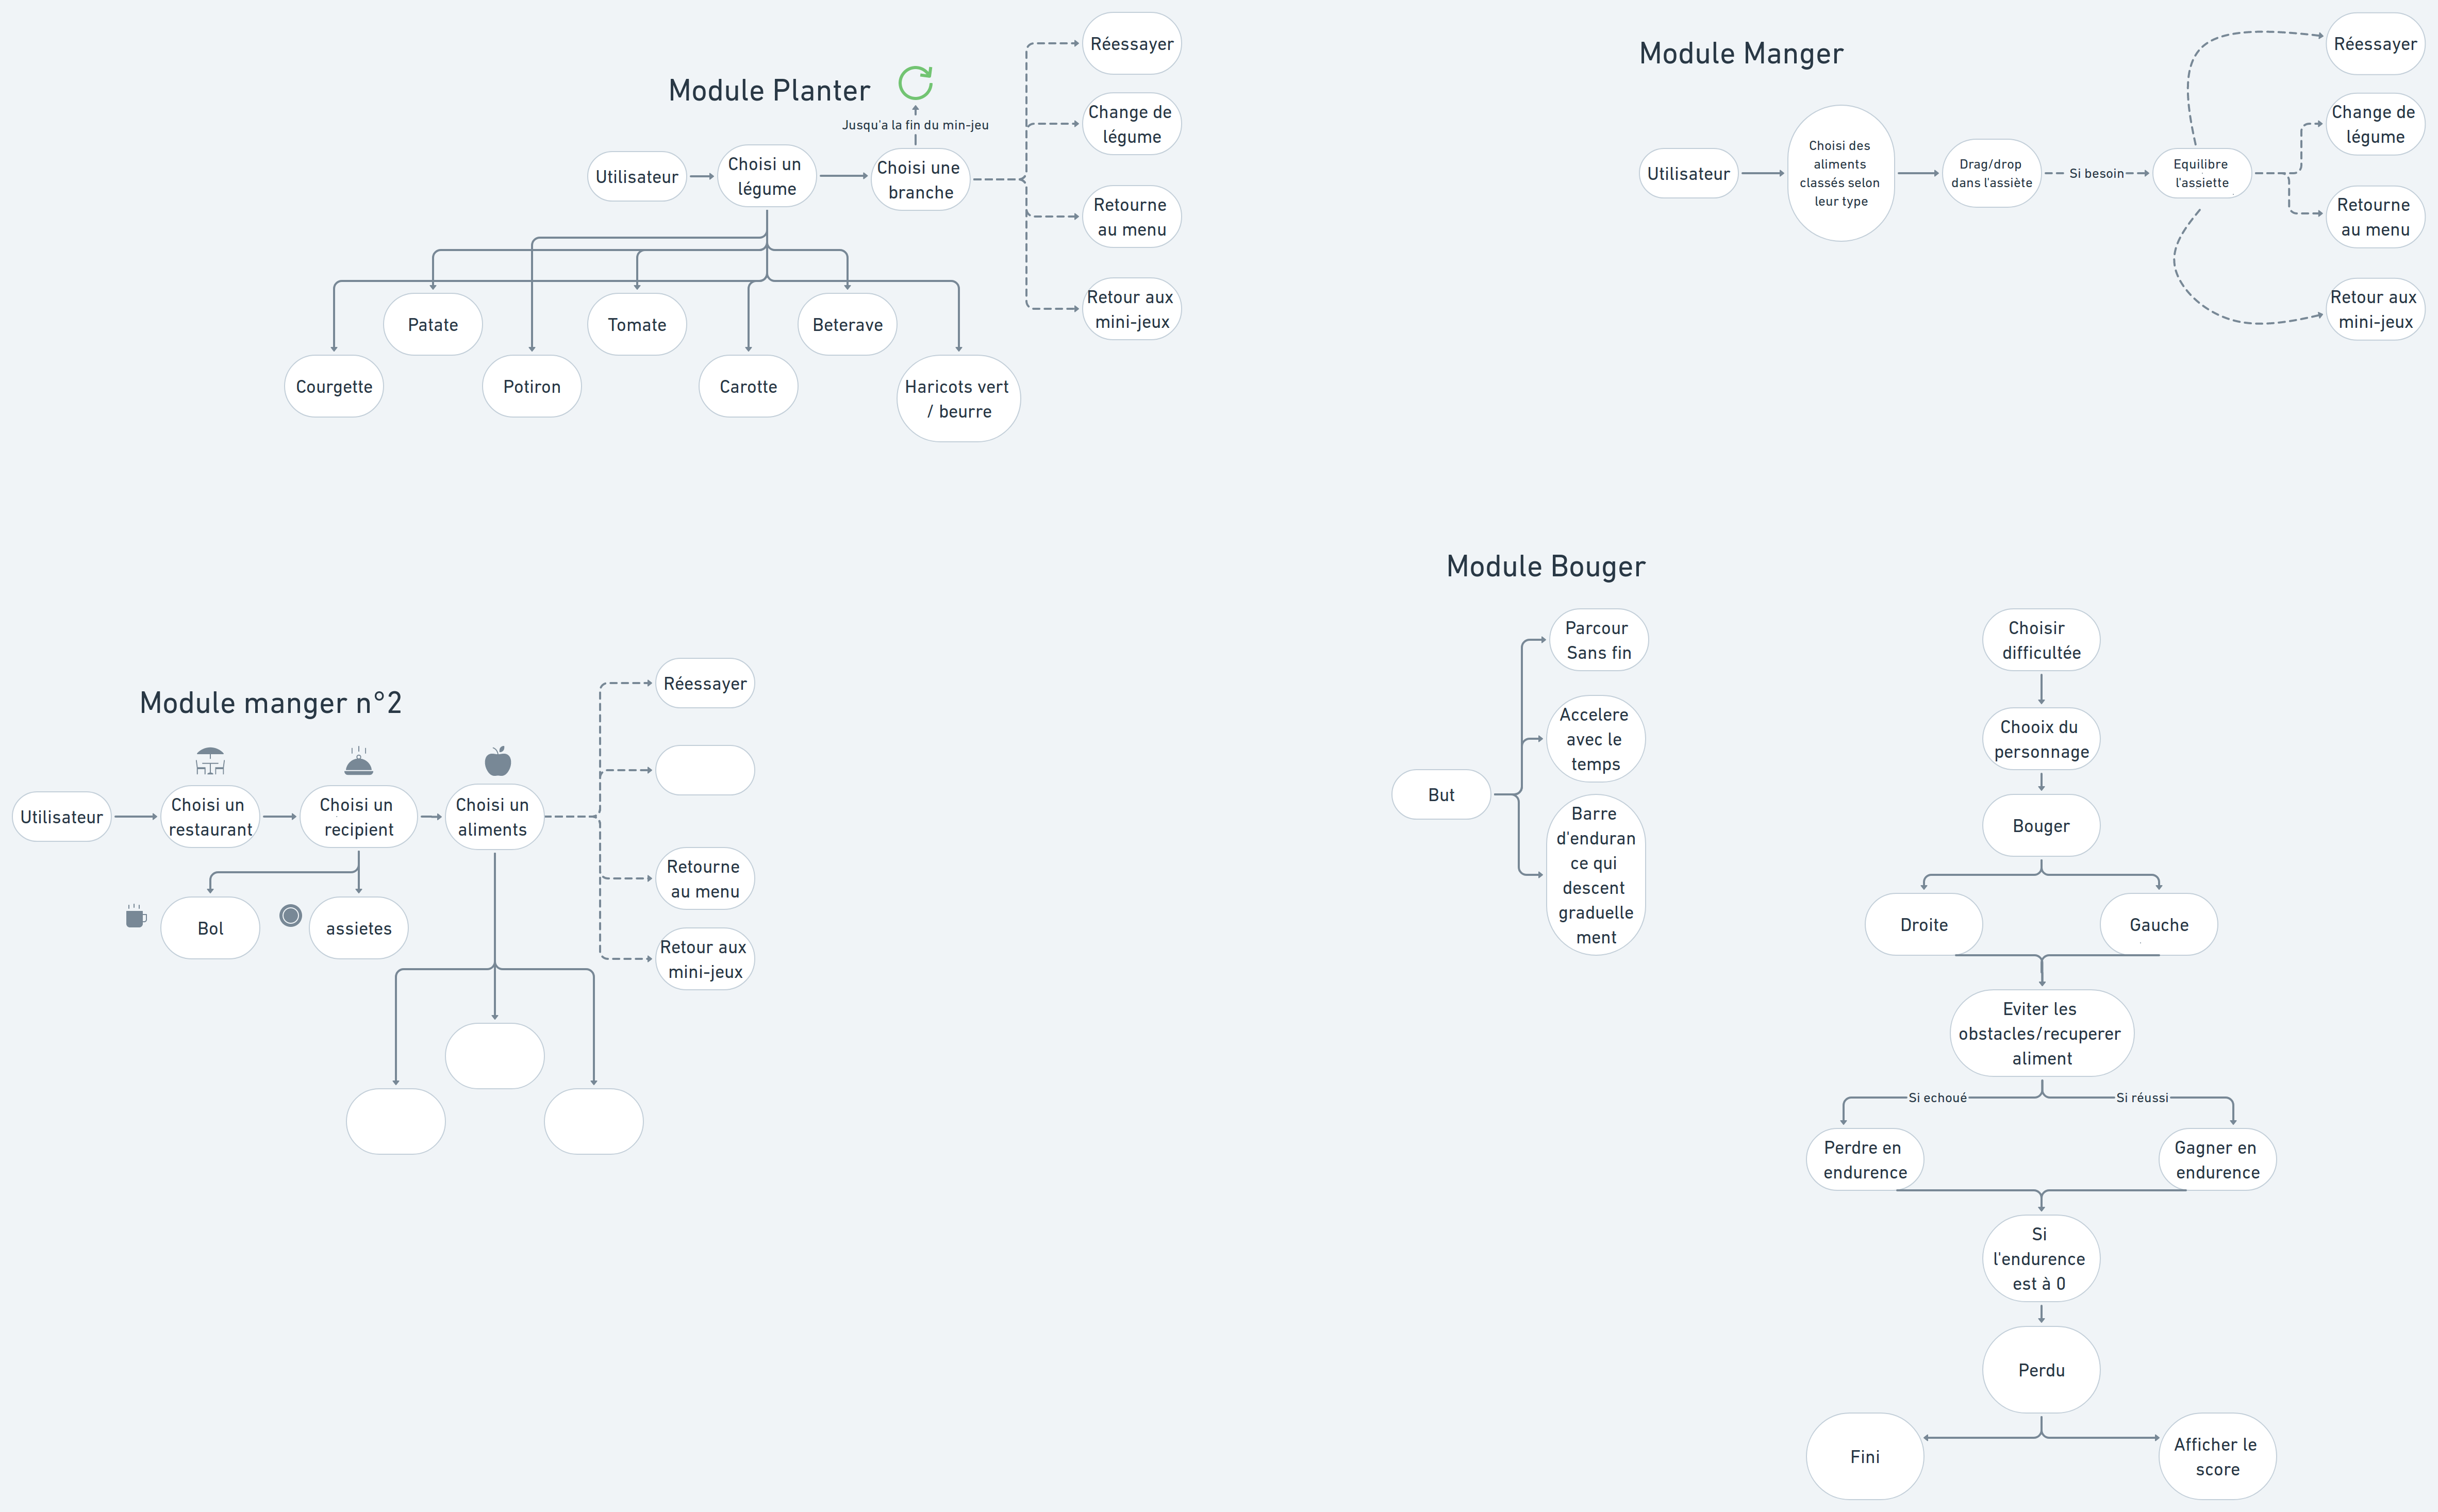 Module Planter
Jusqu'a la fin du min-jeu
Utilisateur
Choisi un
légume
Choisi une
branche
Réessayer
Change de
légume
Retourne
au menu
Retour aux
mini-jeux
Patate
Tomate
Beterave
Courgette
Potiron
Carotte
Haricots vert
/ beurre
Module Manger
Utilisateur
Choisi des
aliments
classés selon
leur type
Drag/drop
dans l'assiète
Si besoin
Equilibre
l'assiette
Réessayer
Change de
légume
Retourne
au menu
Retour aux
mini-jeux
Module manger n°2
Utilisateur
Choisi un
restaurant
Choisi un
recipient
Choisi un
aliments
Bol
assietes
Réessayer
Retourne
au menu
Retour aux
mini-jeux
Module Bouger
But
Parcour
Sans fin
Accelere
avec le
temps
Barre
d'enduran
ce qui
descent
graduelle
ment
Choisir
difficultée
Chooix du
personnage
Bouger
Droite
Gauche
Eviter les
obstacles/recuperer
aliment
Si echoué
Si réussi
Perdre en
endurence
Gagner en
endurence
Si
l'endurence
est à 0
Perdu
Fini
Afficher le
score